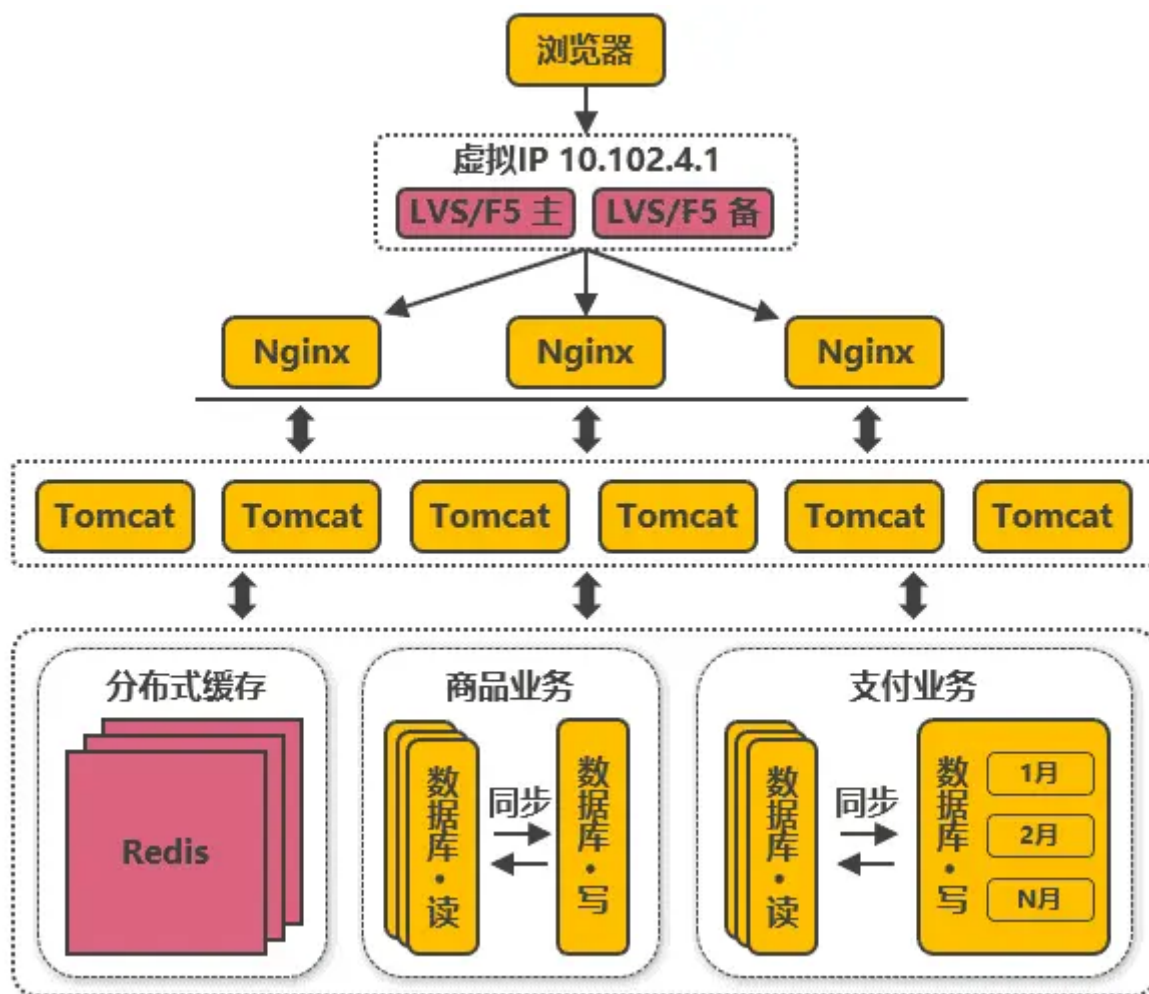 浏览器
虚拟IP 10.102.4.1
LVS/F5 主
LVS/F5 备
Nginx
Nginx
Nginx
Tomcat
Tomcat
Tomcat
Tomcat
Tomcat
Tomcat
分布式缓存
Redis
商品业务
数据库·读
同步
数据库·写
支付业务
数据库·读
同步
数据库·写
1月
2月
N月